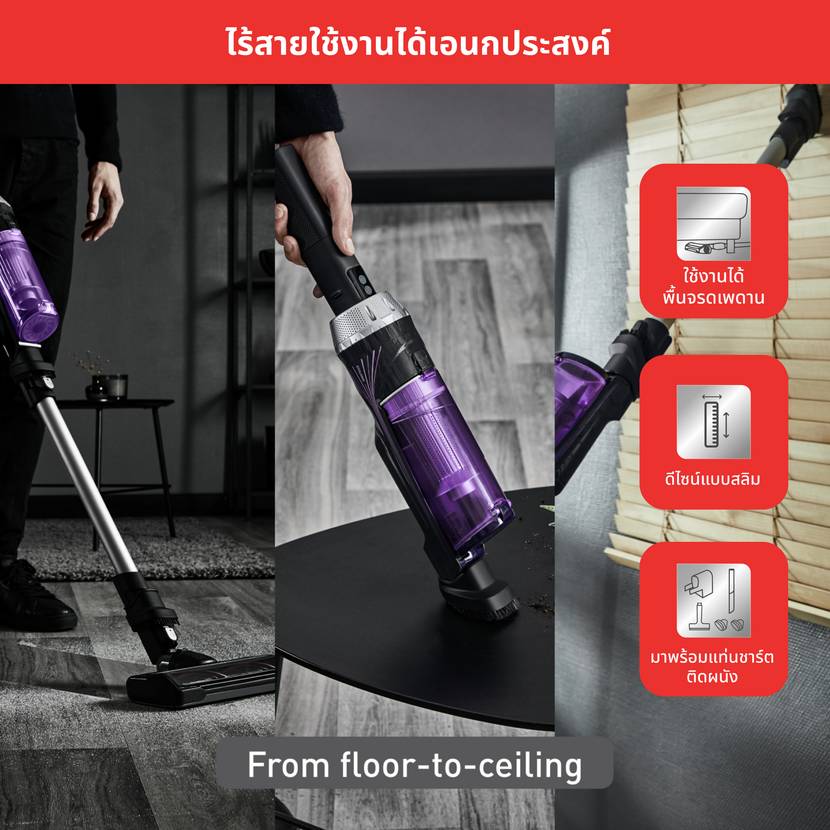 ไร้สายใช้งานได้เอนกประสงค์
ใช้งานได้
พื้นจรดเพดาน
ดีไซน์แบบสลิม
มาพร้อมแท่นชาร์ต
ติดผนัง
From floor-to-ceiling